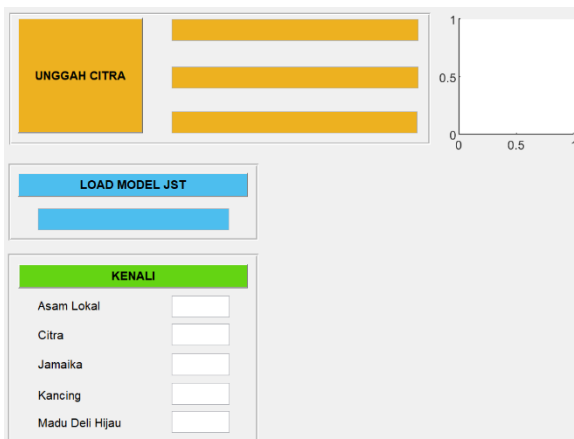 UNGGAH CITRA
1
0.5
0
0
0.5
LOAD MODEL JST
KENALI
Asam Lokal
Citra
Jamaika
Kancing
Madu Deli Hijau